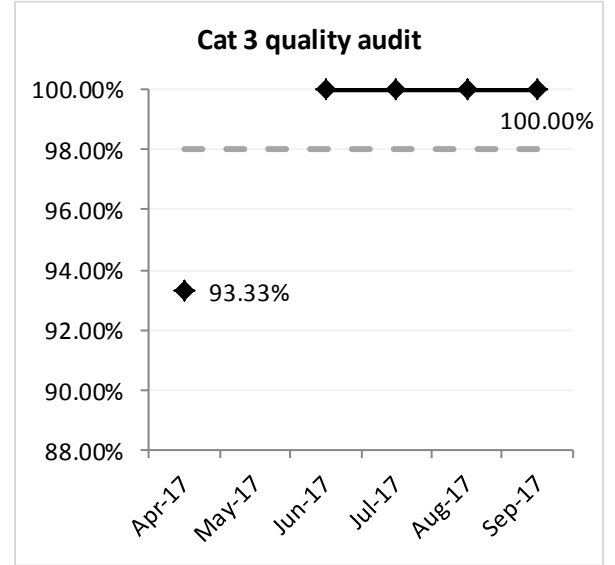 Cat 3 quality audit
100.00%
98.00%
96.00%
94.00%
92.00%
90.00%
88.00%
100.00%
93.33%
Apr-17
May-17
Jun-17
Jul-17
Aug-17
Sep-17